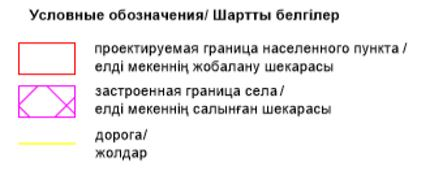 Условные обозначения/ Шартты белгілер
проектируемая граница населенного пункта /
елді мекеннің жобалану шекарасы
застроенная граница села /
елді мекеннің салынған шекарасы
дорога/
жолдар